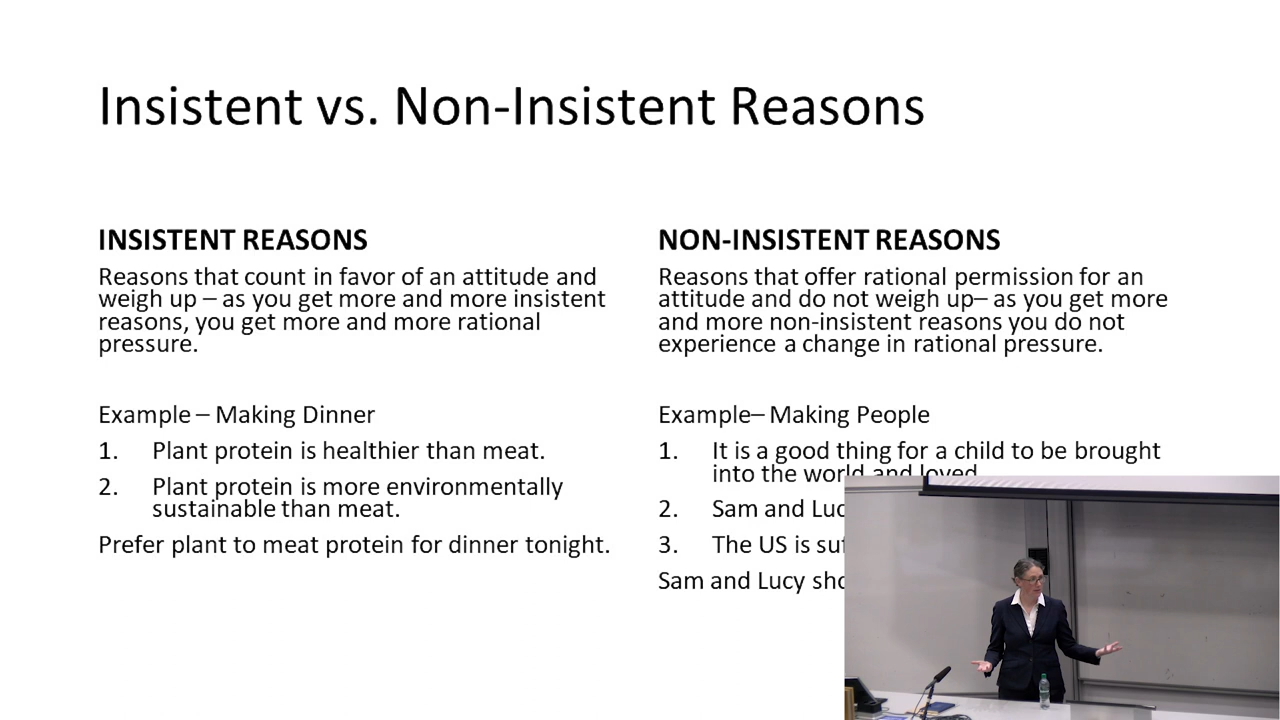 Insistent vs. Non-Insistent Reasons
INSISTENT REASONS
Reasons that count in favor of an attitude and
weigh up – as you get more and more insistent
reasons, you get more and more rational
pressure.
Example – Making Dinner
1. Plant protein is healthier than meat.
2. Plant protein is more environmentally
sustainable than meat.
Prefer plant to meat protein for dinner tonight.
NON-INSISTENT REASONS
Reasons that offer rational permission for an
attitude and do not weigh up– as you get more
and more non-insistent reasons you do not
experience a change in rational pressure.
Example– Making People
1. It is a good thing for a child to be brought
into the world and loved
2. Sam and
3. The US is
Sam and Lucy